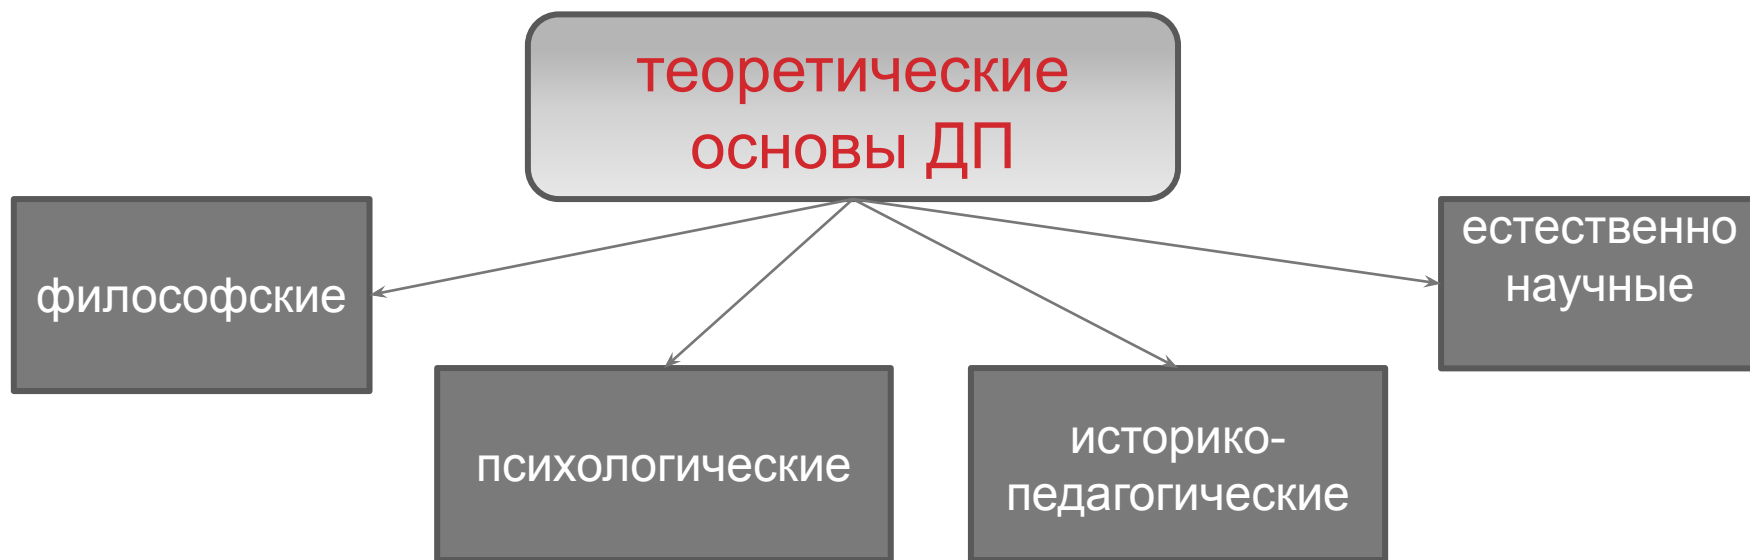 теоретические
основы ДП
философские
психологические
историко-
педагогические
естественно
научные